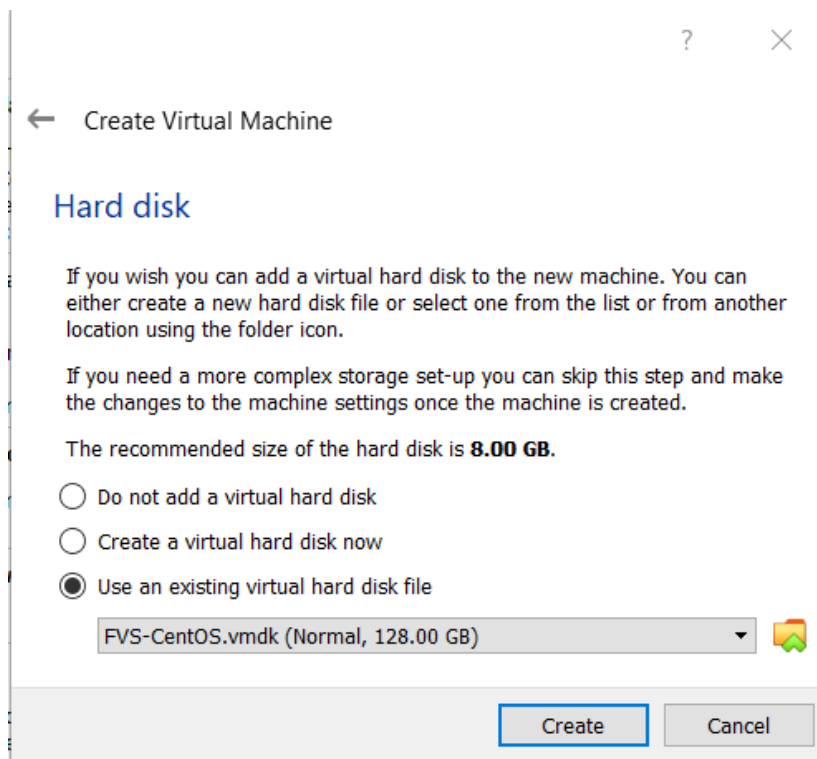 ?
Create Virtual Machine
Hard disk
If you wish you can add a virtual hard disk to the new machine. You can
either create a new hard disk file or select one from the list or from another
location using the folder icon.
If you need a more complex storage set-up you can skip this step and make
the changes to the machine settings once the machine is created.
The recommended size of the hard disk is 8.00 GB.
Do not add a virtual hard disk
Create a virtual hard disk now
Use an existing virtual hard disk file
FVS-CentOS.vmdk (Normal, 128.00 GB)
Create Cancel